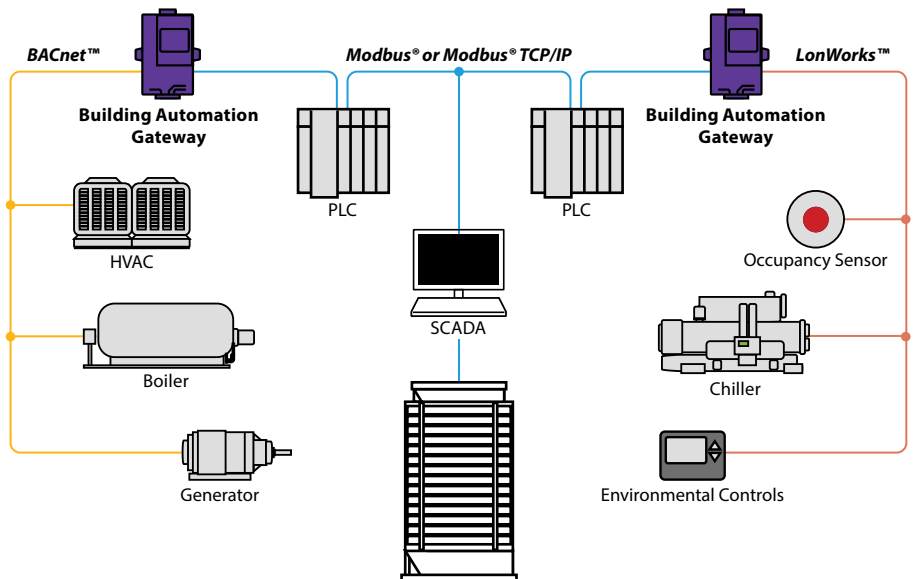 BACnet™
Modbus® or Modbus® TCP/IP
LonWorks™
Building Automation
Gateway
Building Automation
Gateway
PLC
PLC
HVAC
Occupancy Sensor
SCADA
Boiler
Chiller
Generator
Environmental Controls